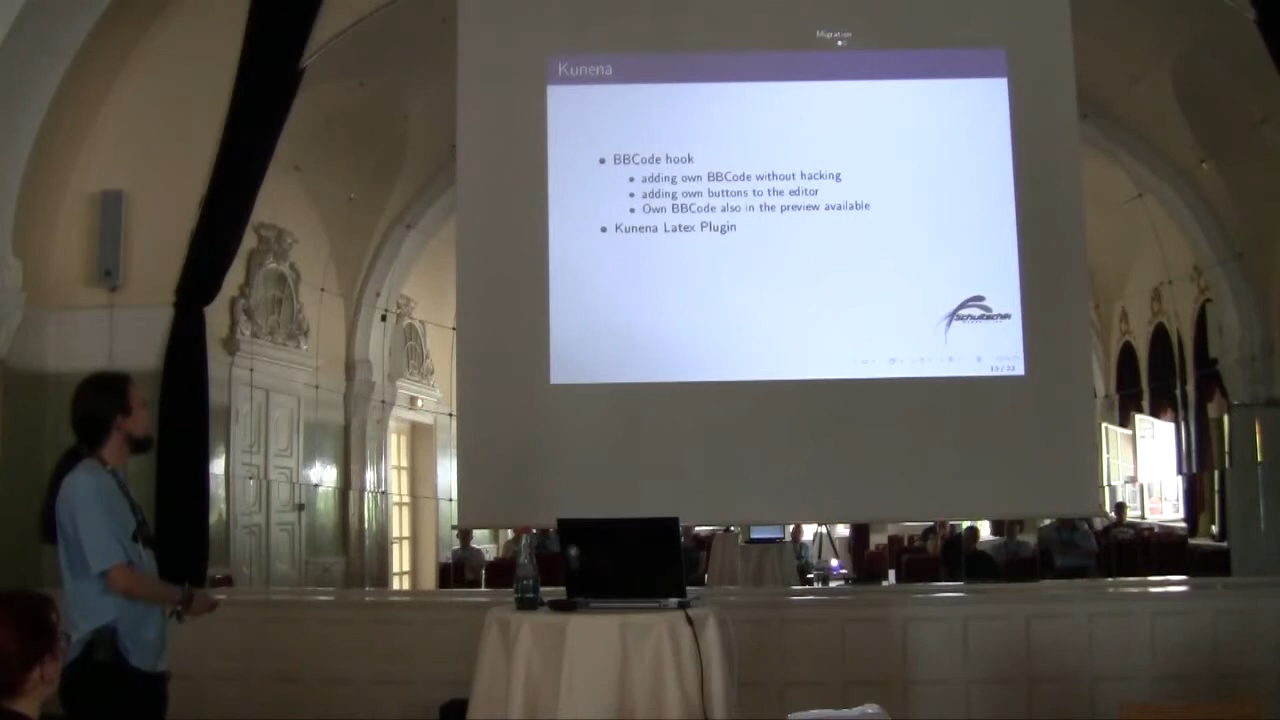 Migration
Kunena
BBCode hook
adding own BBCode without hacking
adding own buttons to the editor
Own BBCode also in the preview available
Kunena Latex Plugin